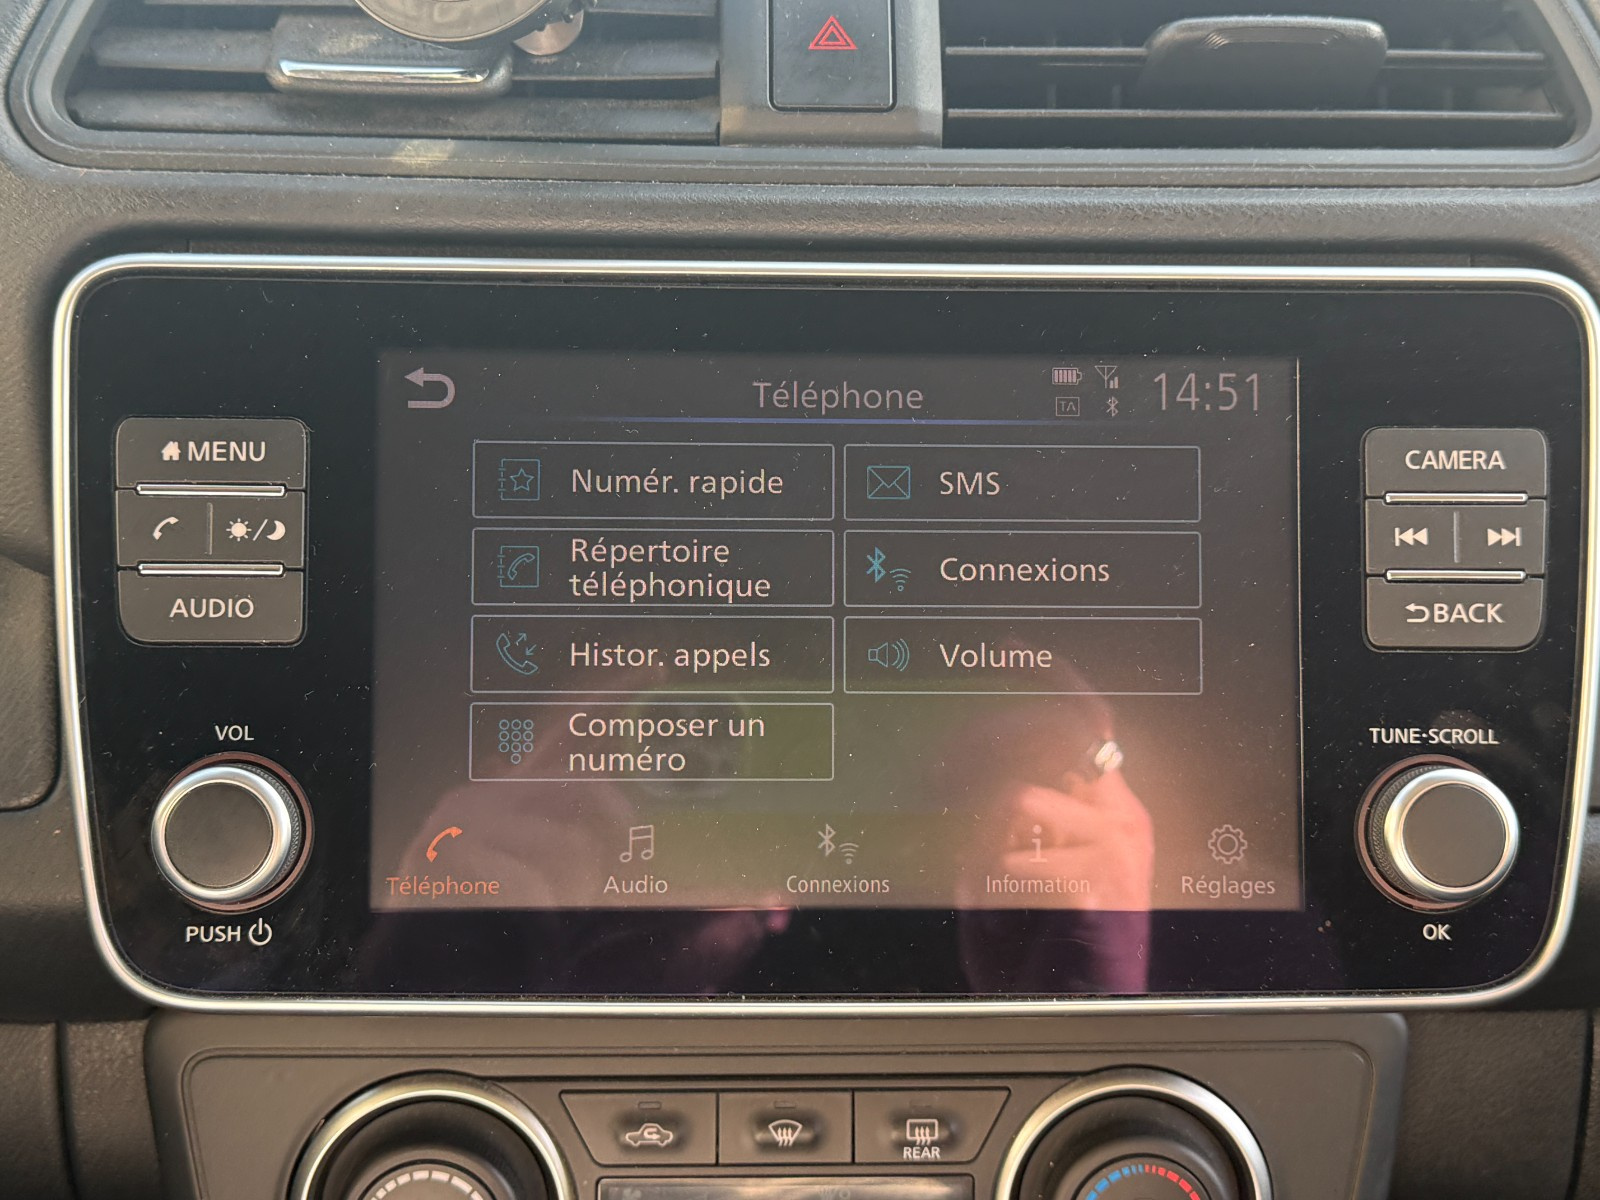 Téléphone
TA
14:51
MENU
AUDIO
VOL
PUSH
Numér. rapide
SMS
Répertoire
téléphonique
Connexions
Histor. appels
Volume
Composer un
numéro
Téléphone
Audio
Connexions
Information
Réglages
CAMERA
BACK
TUNE·SCROLL
OK
REAR